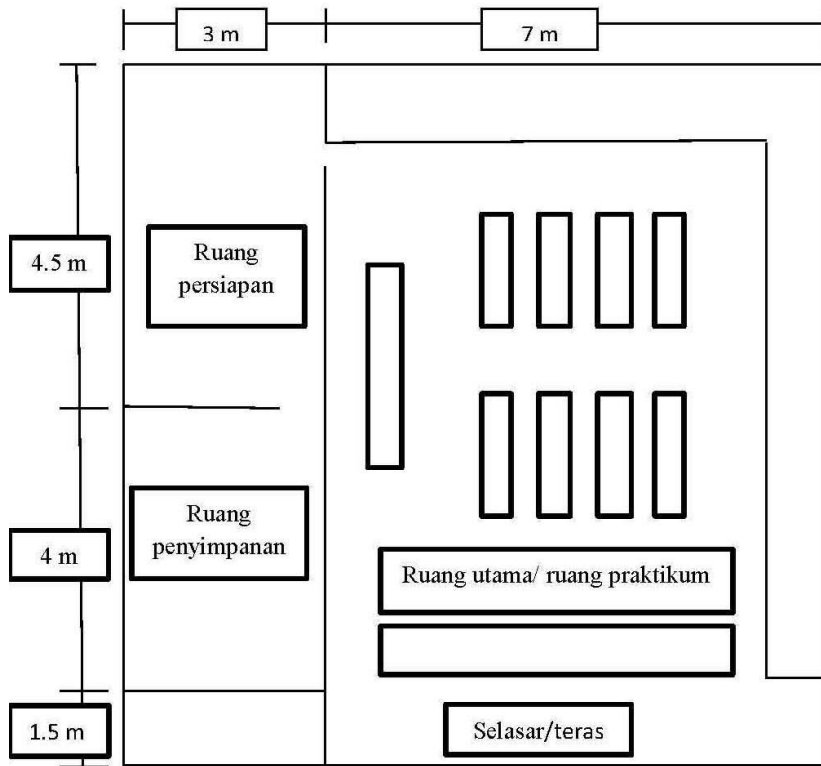 3 m
7 m
4.5 m
Ruang
persiapan
4 m
Ruang
penyimpanan
Ruang utama/ ruang praktikum
1.5 m
Selasar/teras